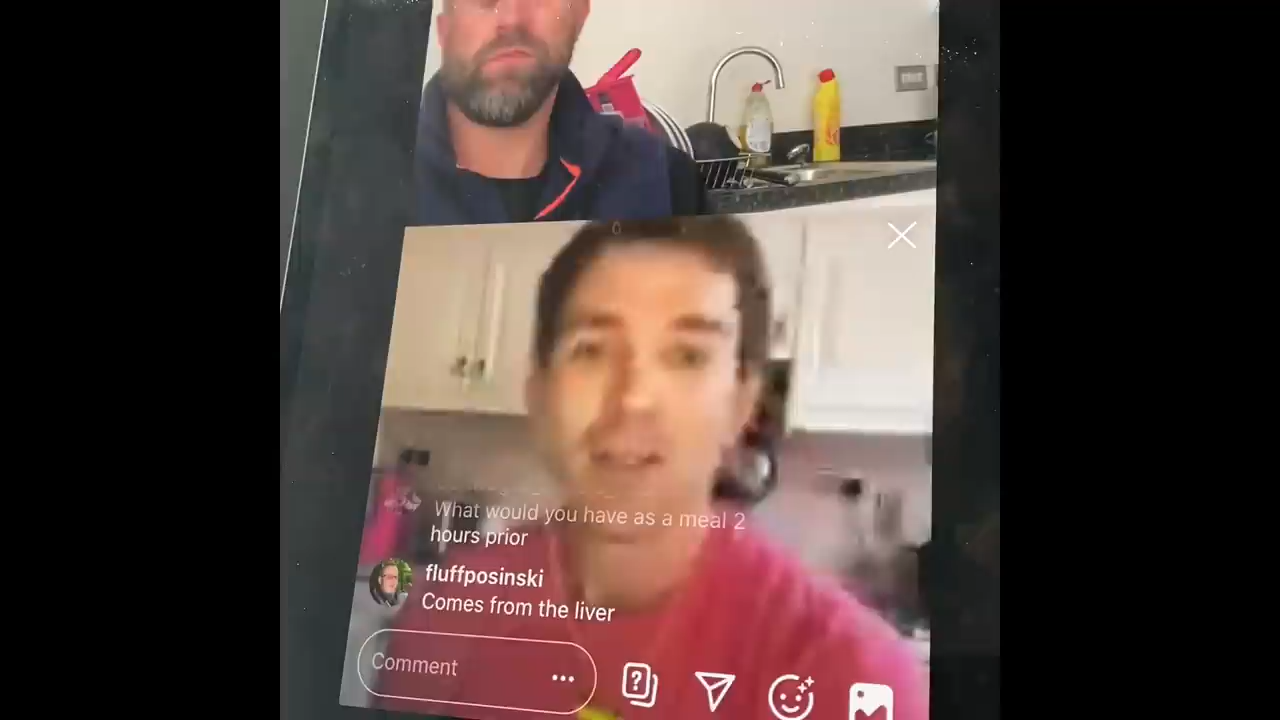 What would you have as a meal 2
hours prior
fluffposinski
Comes from the liver
Comment